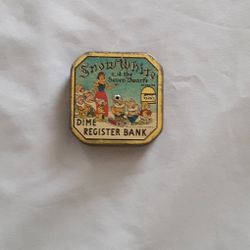 Snow White
and the
Seven Dwarfs
DIME
REGISTER BANK